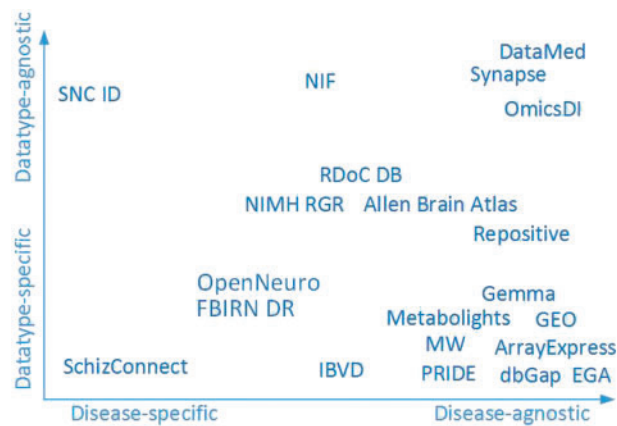 Datatype-agnostic
Datatype-specific
DataMed
Synapse
NIF
SNC ID
OmicsDI
RDoC DB
NIMH RGR
Allen Brain Atlas
Repositive
OpenNeuro
FBIRN DR
Gemma
Metabolights
GEO
MW
ArrayExpress
SchizConnect
IBVD
PRIDE
dbGap
EGA
Disease-specific
Disease-agnostic